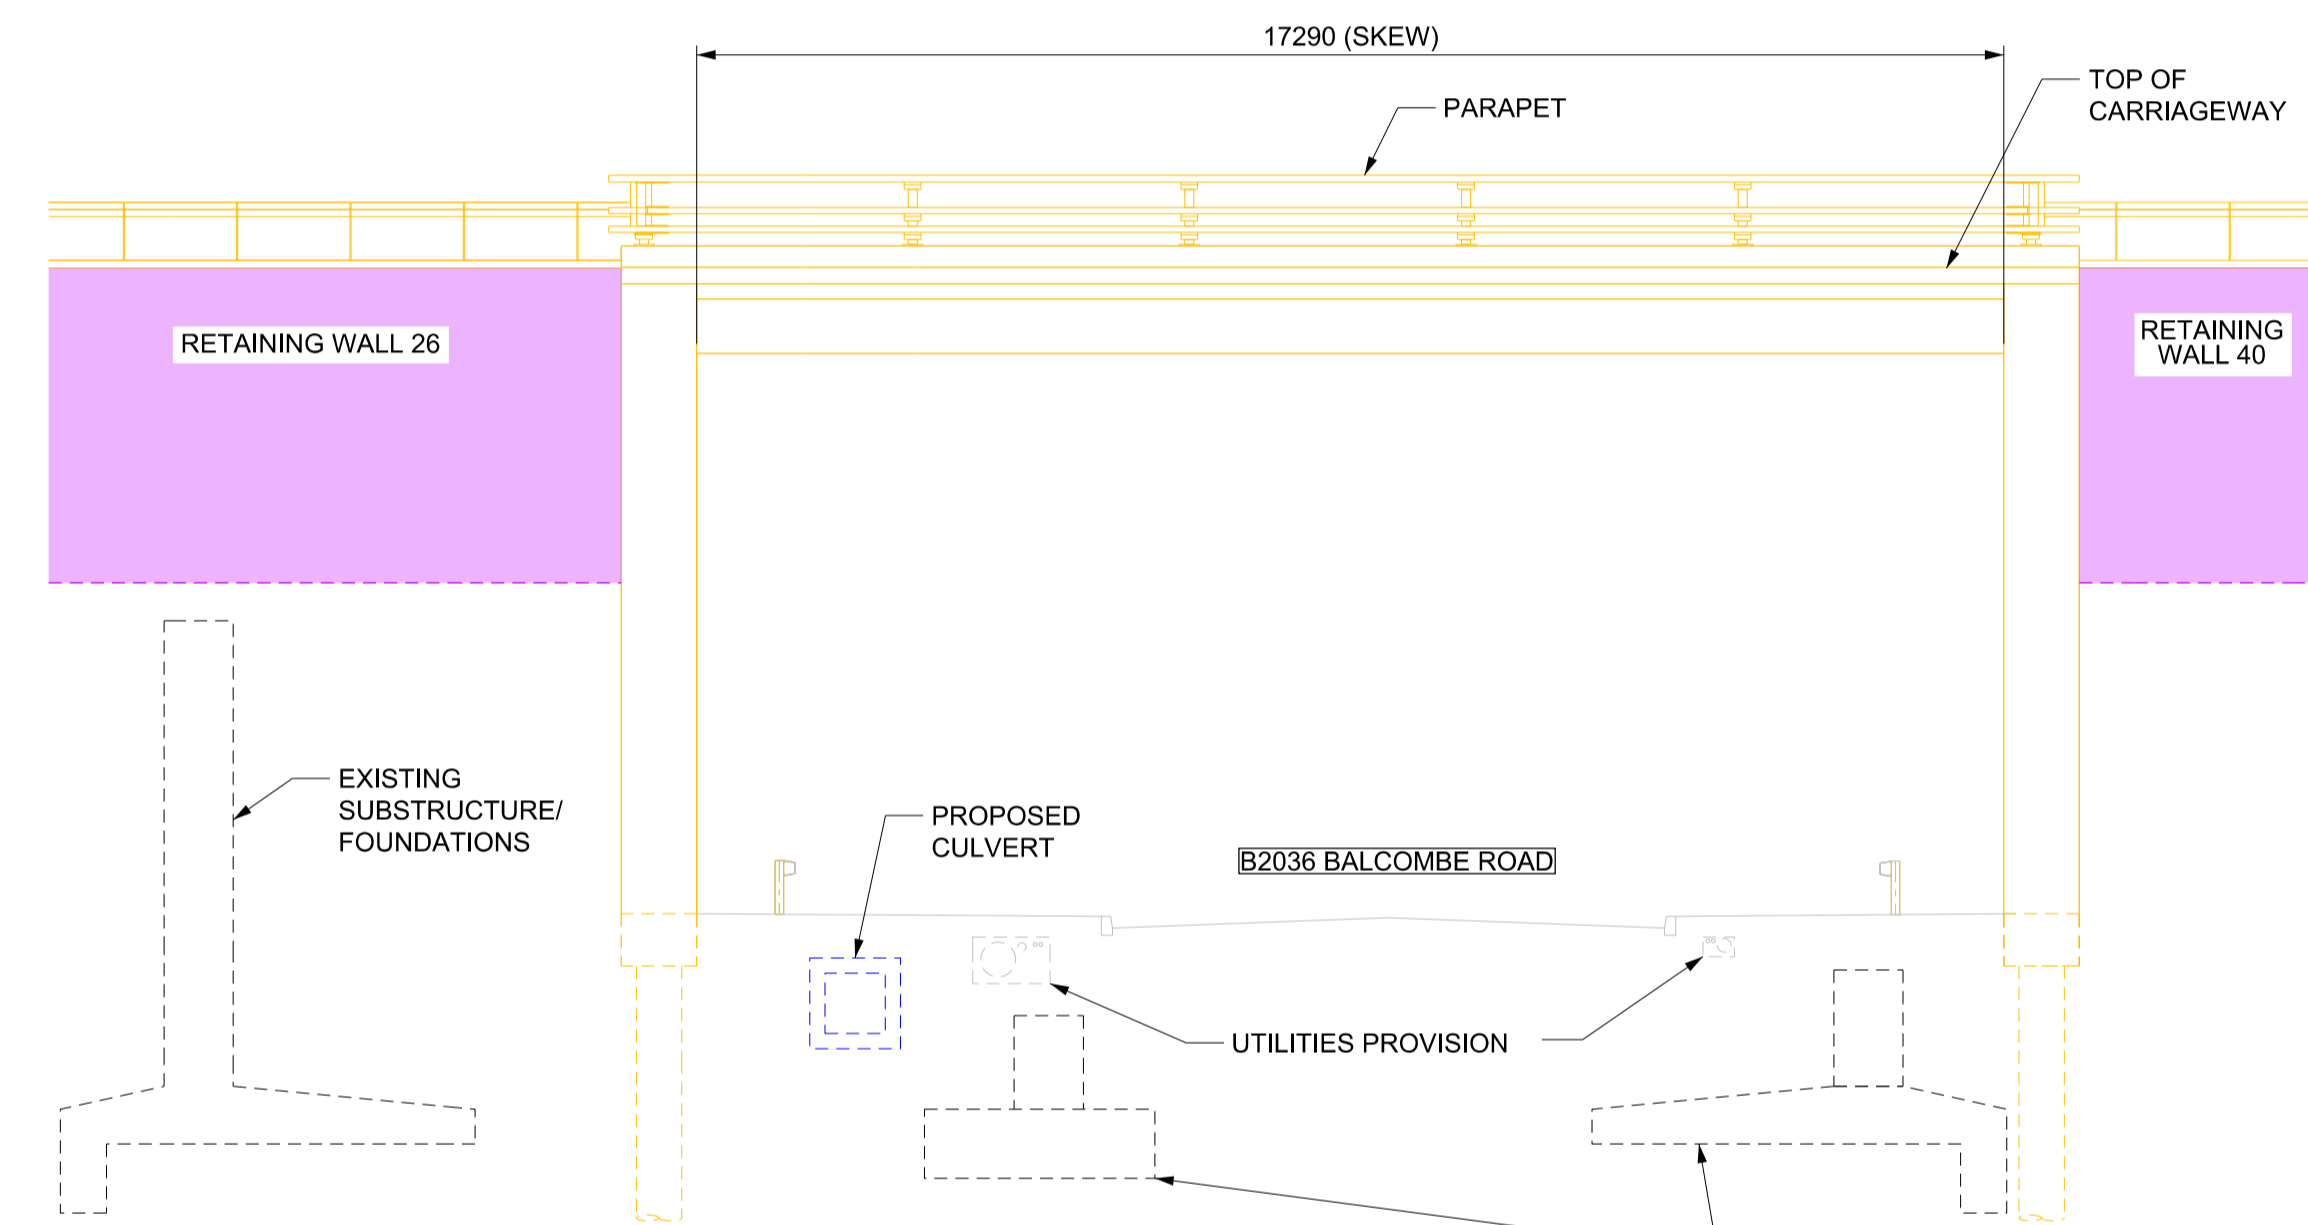 17290 (SKEW)
TOP OF
CARRIAGEWAY
PARAPET
RETAINING WALL 26
RETAINING
WALL 40
EXISTING
SUBSTRUCTURE/
FOUNDATIONS
PROPOSED
CULVERT
B2036 BALCOMBE ROAD
UTILITIES PROVISION